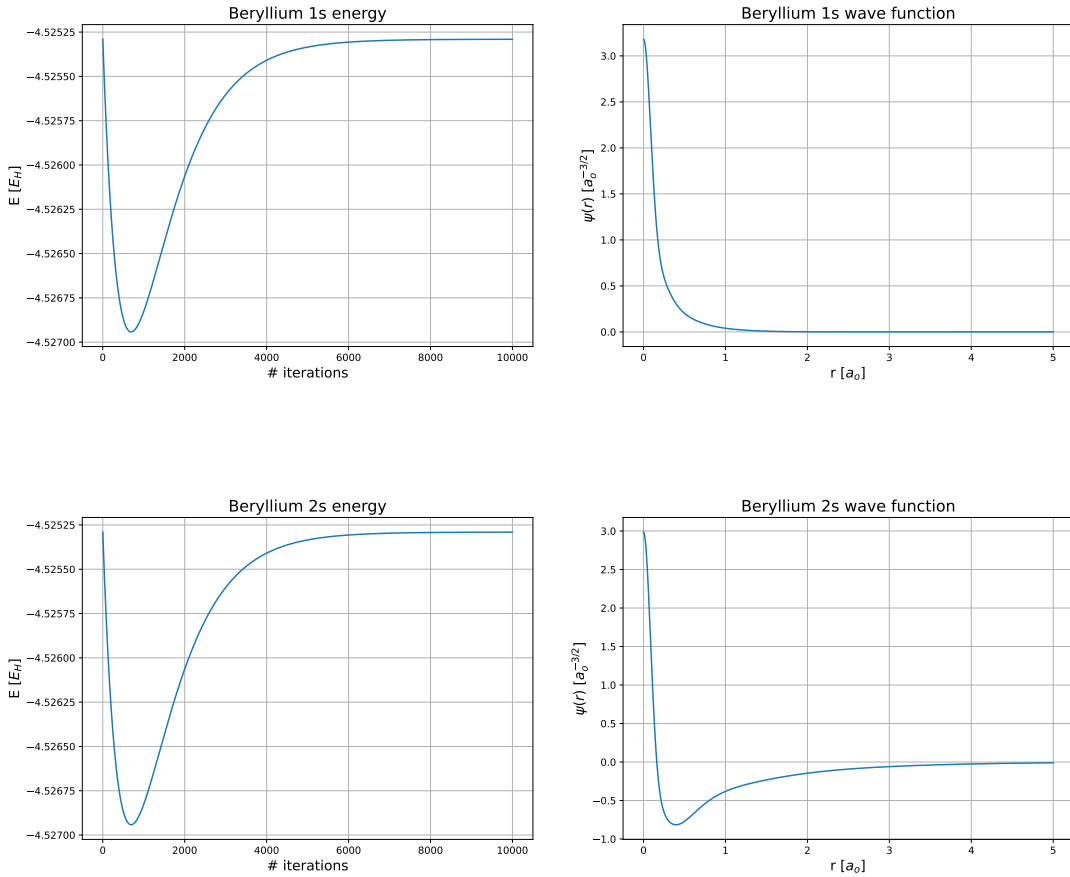 Beryllium 1s energy
−4.52525
−4.52550
−4.52575
−4.52600
−4.52625
−4.52650
−4.52675
−4.52700
E [E_H]
0 2000 4000 6000 8000 10000
# iterations
Beryllium 1s wave function
3.0
2.5
2.0
1.5
1.0
0.5
0.0
ψ(r) [a_o^{−3/2}]
0 1 2 3 4 5
r [a_o]
Beryllium 2s energy
−4.52525
−4.52550
−4.52575
−4.52600
−4.52625
−4.52650
−4.52675
−4.52700
E [E_H]
0 2000 4000 6000 8000 10000
# iterations
Beryllium 2s wave function
3.0
2.5
2.0
1.5
1.0
0.5
0.0
−0.5
−1.0
ψ(r) [a_o^{−3/2}]
0 1 2 3 4 5
r [a_o]